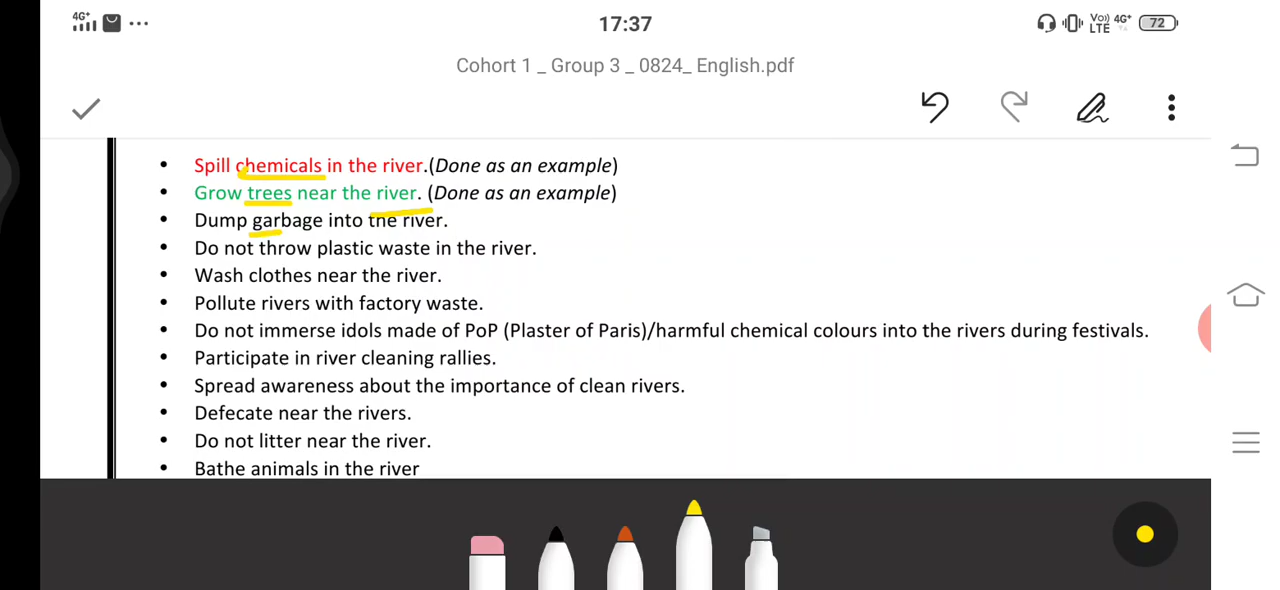 4G+ ... 17:37 Vo) LTE 4G+ 72
Cohort 1 _ Group 3 _ 0824_ English.pdf
• Spill chemicals in the river.(Done as an example)
• Grow trees near the river. (Done as an example)
• Dump garbage into the river.
• Do not throw plastic waste in the river.
• Wash clothes near the river.
• Pollute rivers with factory waste.
• Do not immerse idols made of PoP (Plaster of Paris)/harmful chemical colours into the rivers during festivals.
• Participate in river cleaning rallies.
• Spread awareness about the importance of clean rivers.
• Defecate near the rivers.
• Do not litter near the river.
• Bathe animals in the river